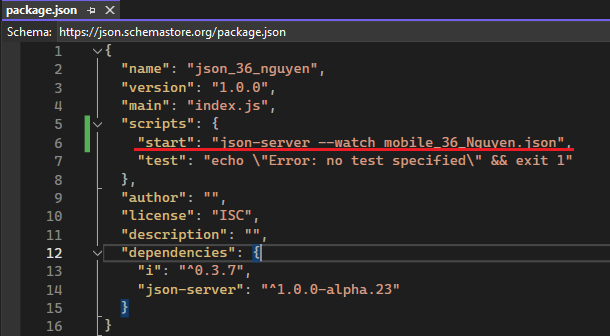 package.json
Schema: https://json.schemastore.org/package.json
1 {
2 "name": "json_36_nguyen",
3 "version": "1.0.0",
4 "main": "index.js",
5 "scripts": {
6 "start": "json-server --watch mobile_36_Nguyen.json",
7 "test": "echo \"Error: no test specified\" && exit 1"
8 },
9 "author": "",
10 "license": "ISC",
11 "description": "",
12 "dependencies": {
13 "i": "^0.3.7",
14 "json-server": "^1.0.0-alpha.23"
15 }
16 }